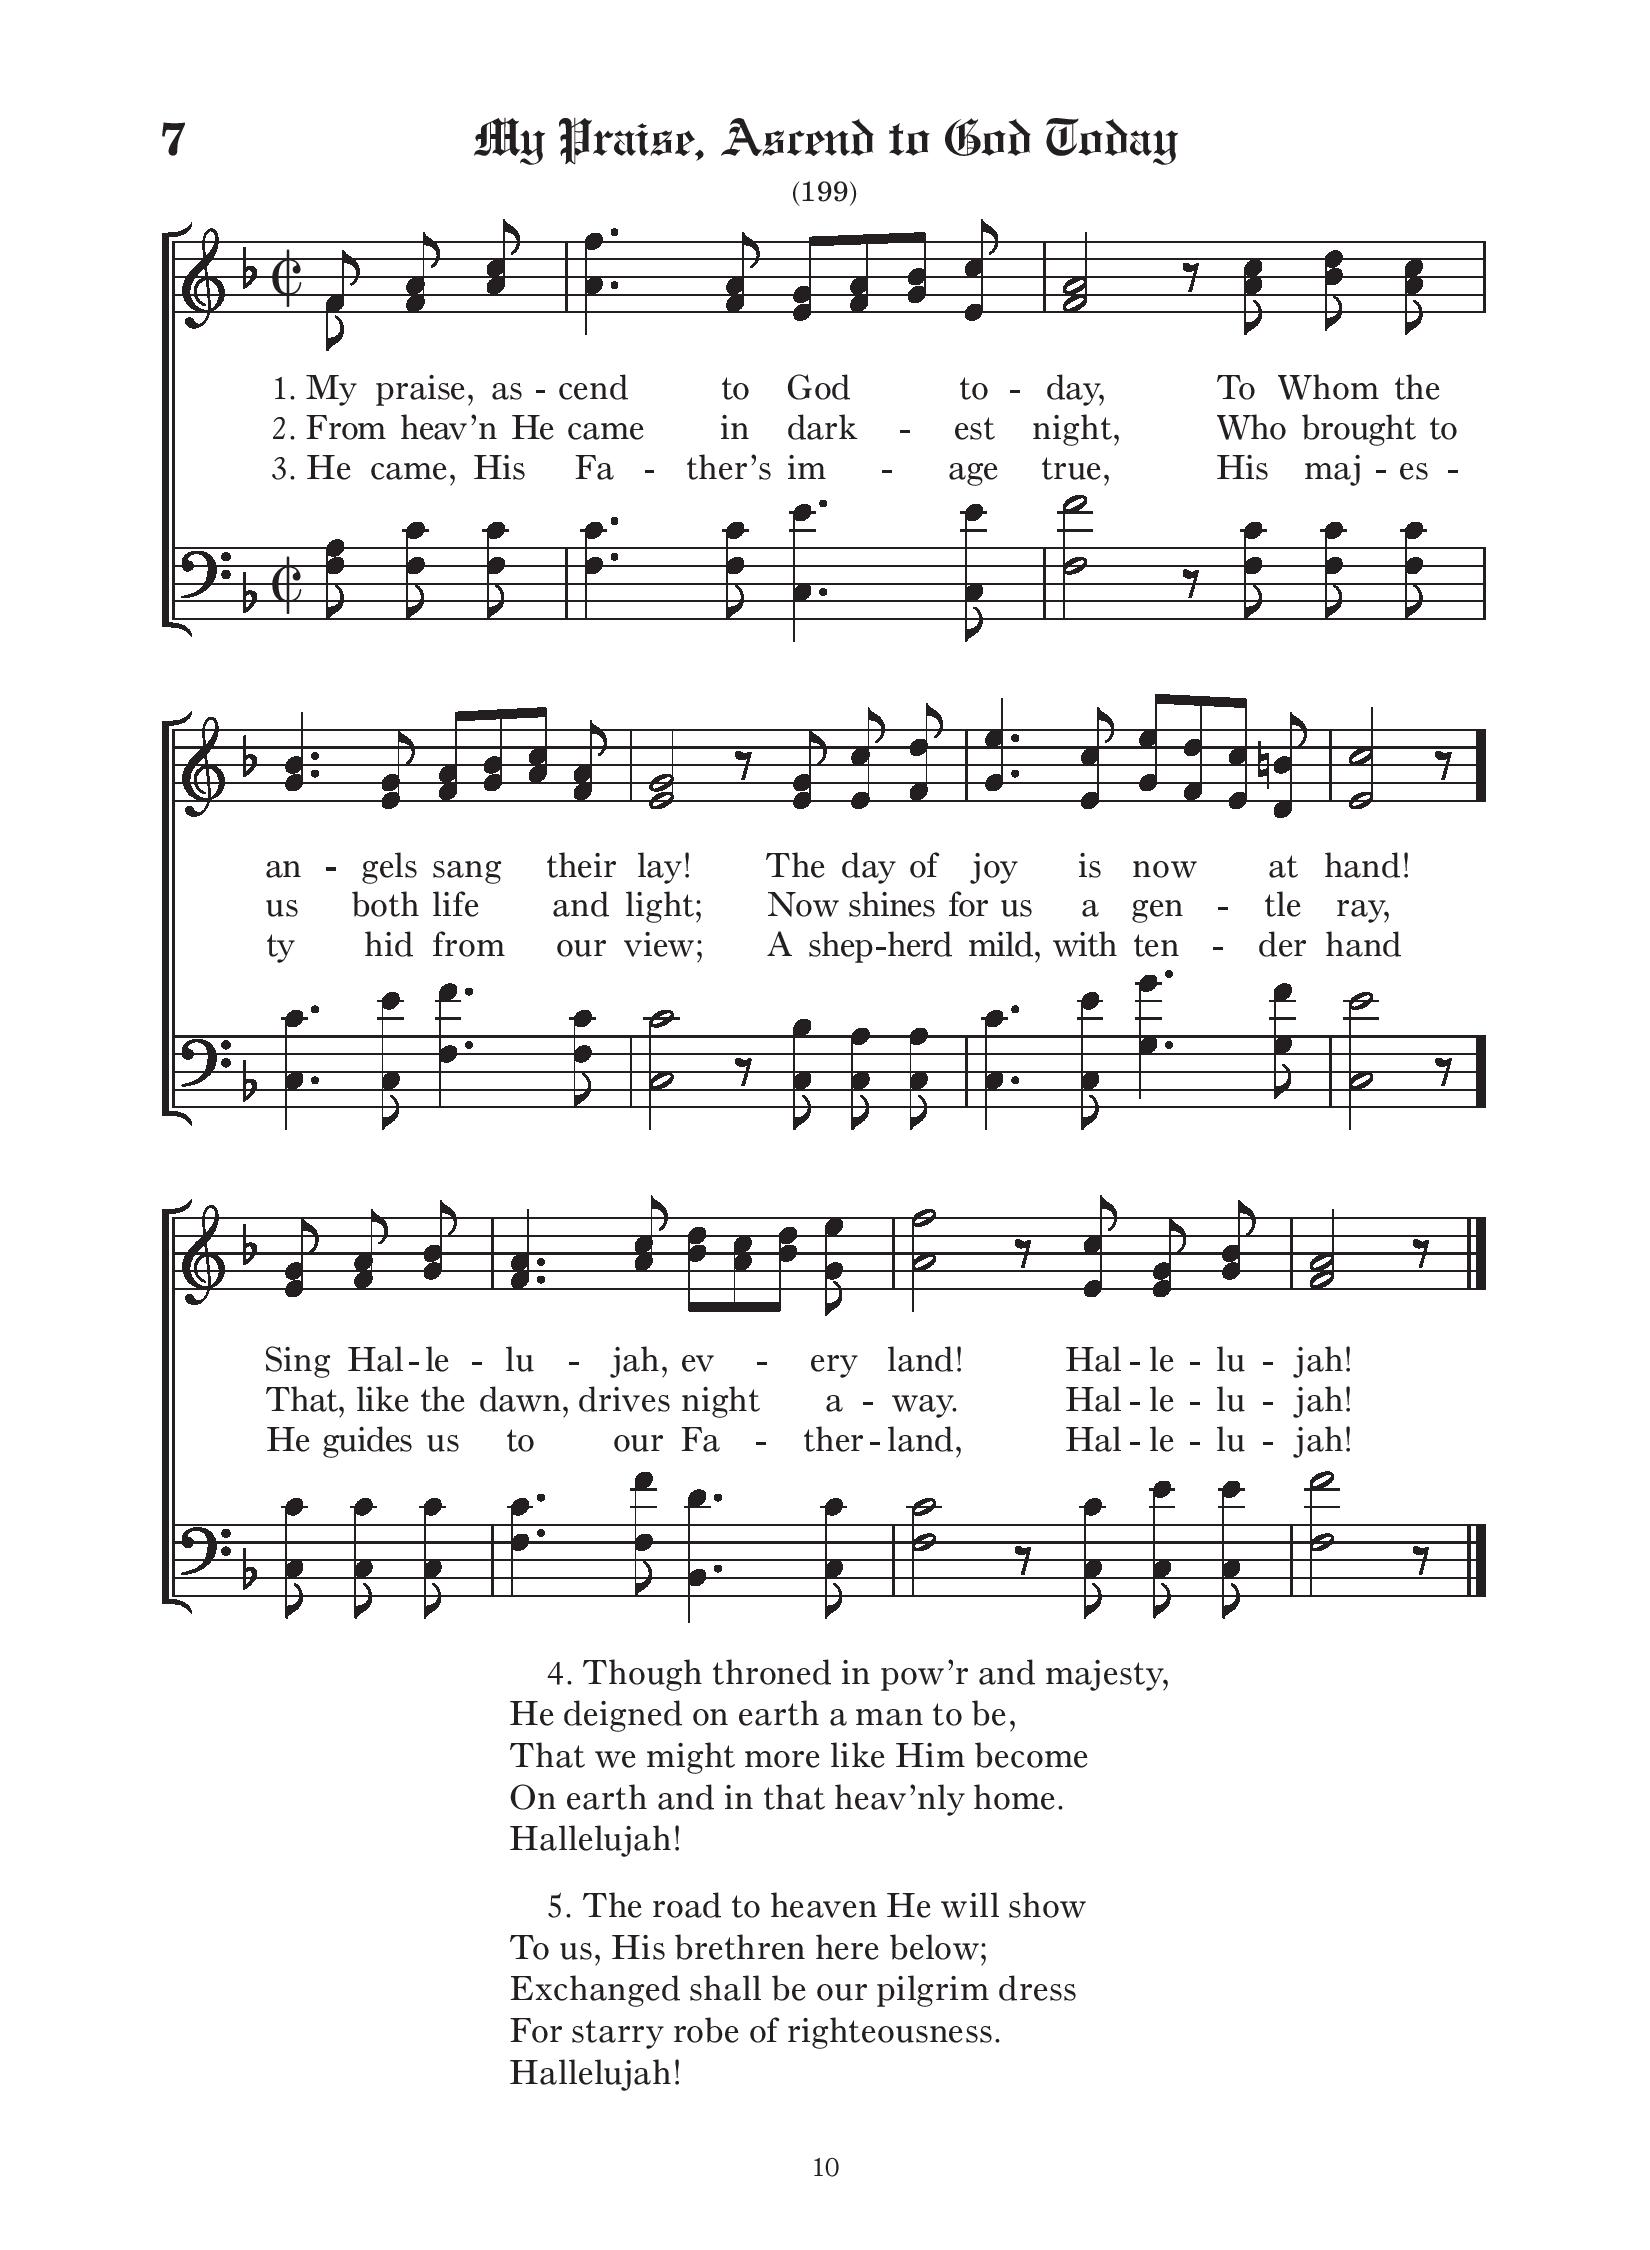 7 My Praise, Ascend to God Today
(199)
1. My praise, as - cend to God to - day, To Whom the
2. From heav’n He came in dark - est night, Who brought to
3. He came, His Fa - ther’s im - age true, His maj - es -
an - gels sang their lay! The day of joy is now at hand!
us both life and light; Now shines for us a gen - tle ray,
ty hid from our view; A shep-herd mild, with ten - der hand
Sing Hal - le - lu - jah, ev - ery land! Hal - le - lu - jah!
That, like the dawn, drives night a - way. Hal - le - lu - jah!
He guides us to our Fa - ther - land, Hal - le - lu - jah!
4. Though throned in pow’r and majesty,
He deigned on earth a man to be,
That we might more like Him become
On earth and in that heav’nly home.
Hallelujah!
5. The road to heaven He will show
To us, His brethren here below;
Exchanged shall be our pilgrim dress
For starry robe of righteousness.
Hallelujah!
10